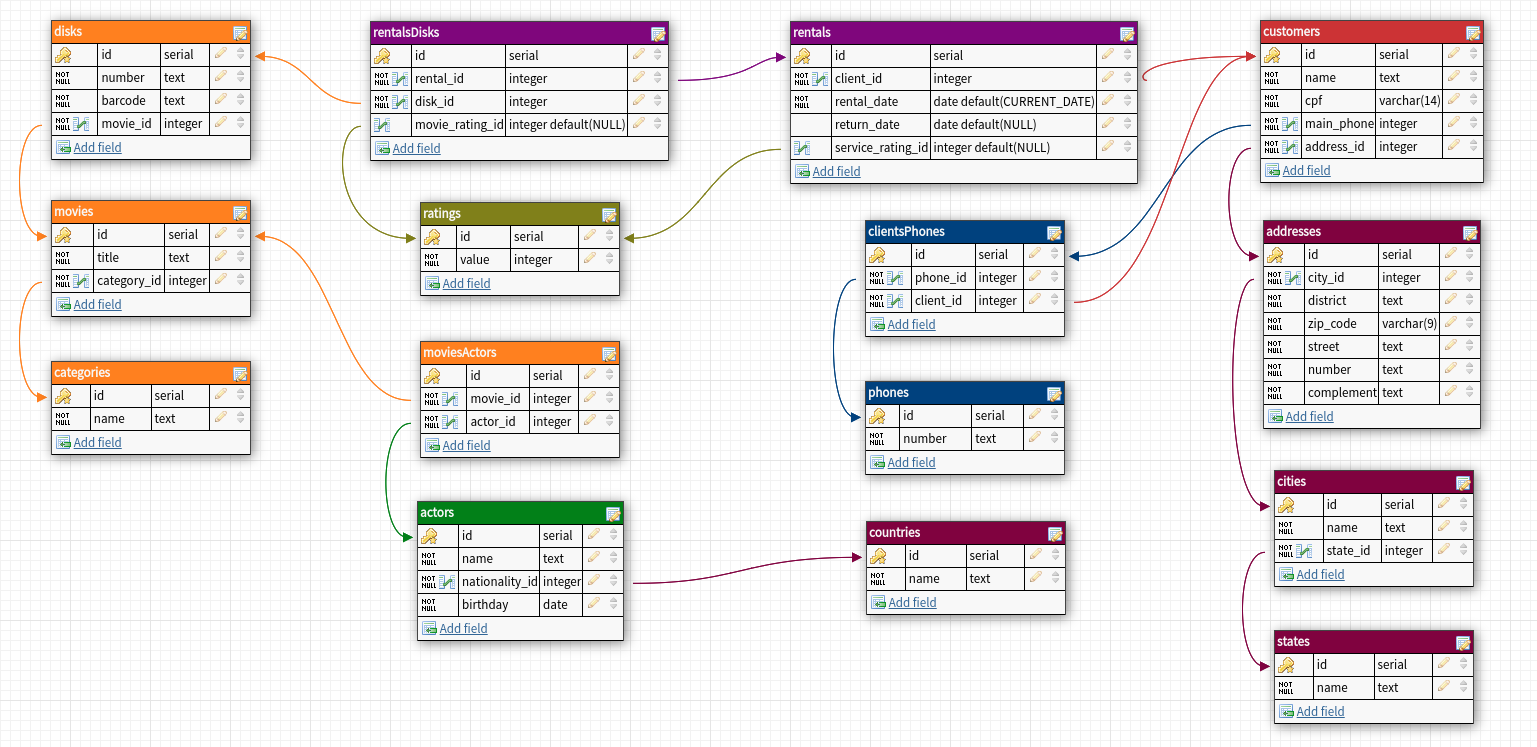 disks
id serial
NOT NULL number text
NOT NULL barcode text
NOT NULL movie_id integer
Add field
rentalsDisks
id serial
NOT NULL rental_id integer
NOT NULL disk_id integer
movie_rating_id integer default(NULL)
Add field
rentals
id serial
NOT NULL client_id integer
NOT NULL rental_date date default(CURRENT_DATE)
return_date date default(NULL)
service_rating_id integer default(NULL)
Add field
customers
id serial
NOT NULL name text
NOT NULL cpf varchar(14)
NOT NULL main_phone integer
NOT NULL address_id integer
Add field
movies
id serial
NOT NULL title text
NOT NULL category_id integer
Add field
ratings
id serial
NOT NULL value integer
Add field
clientsPhones
id serial
NOT NULL phone_id integer
NOT NULL client_id integer
Add field
addresses
id serial
NOT NULL city_id integer
NOT NULL district text
NOT NULL zip_code varchar(9)
NOT NULL street text
NOT NULL number text
NOT NULL complement text
Add field
categories
id serial
NOT NULL name text
Add field
moviesActors
id serial
NOT NULL movie_id integer
NOT NULL actor_id integer
Add field
phones
id serial
NOT NULL number text
Add field
actors
id serial
NOT NULL name text
NOT NULL nationality_id integer
NOT NULL birthday date
Add field
countries
id serial
NOT NULL name text
Add field
cities
id serial
NOT NULL name text
NOT NULL state_id integer
Add field
states
id serial
NOT NULL name text
Add field